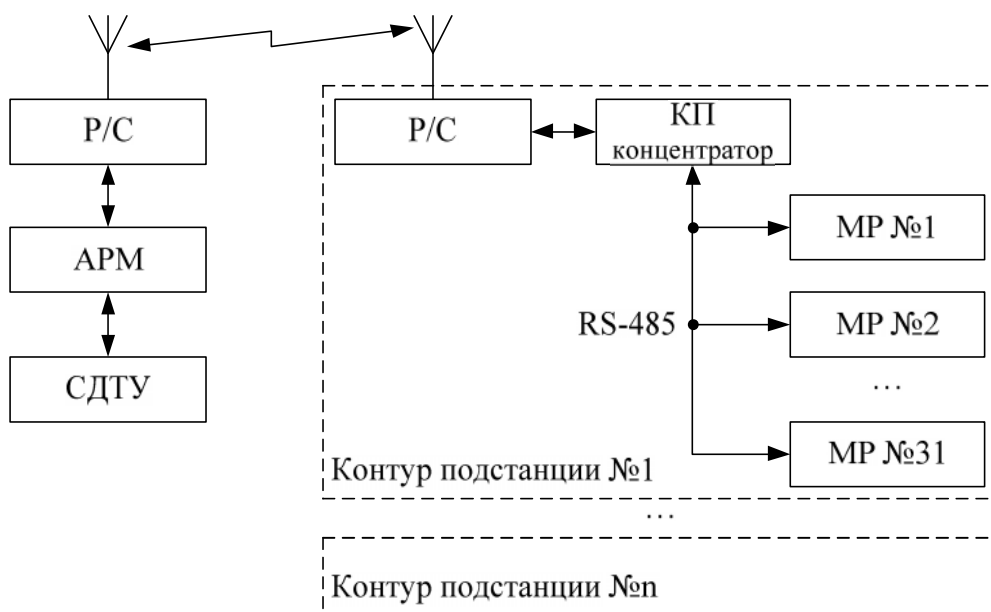 Р/С
Р/С
КП
концентратор
МР №1
АРМ
RS-485
МР №2
...
СДТУ
МР №31
Контур подстанции №1
...
Контур подстанции №n